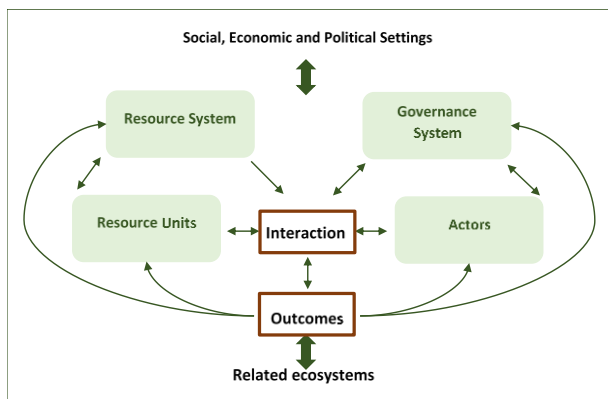 Social, Economic and Political Settings
Resource System
Governance
System
Resource Units
Interaction
Actors
Outcomes
Related ecosystems